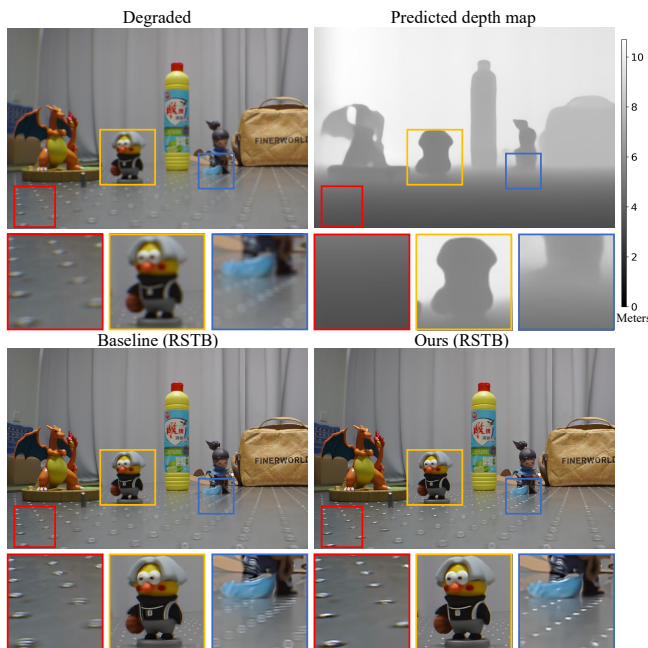 Degraded
Predicted depth map
FINERWORLD
10
8
6
4
2
0
Meters
Baseline (RSTB)
Ours (RSTB)
FINERWORLD
FINERWORLD